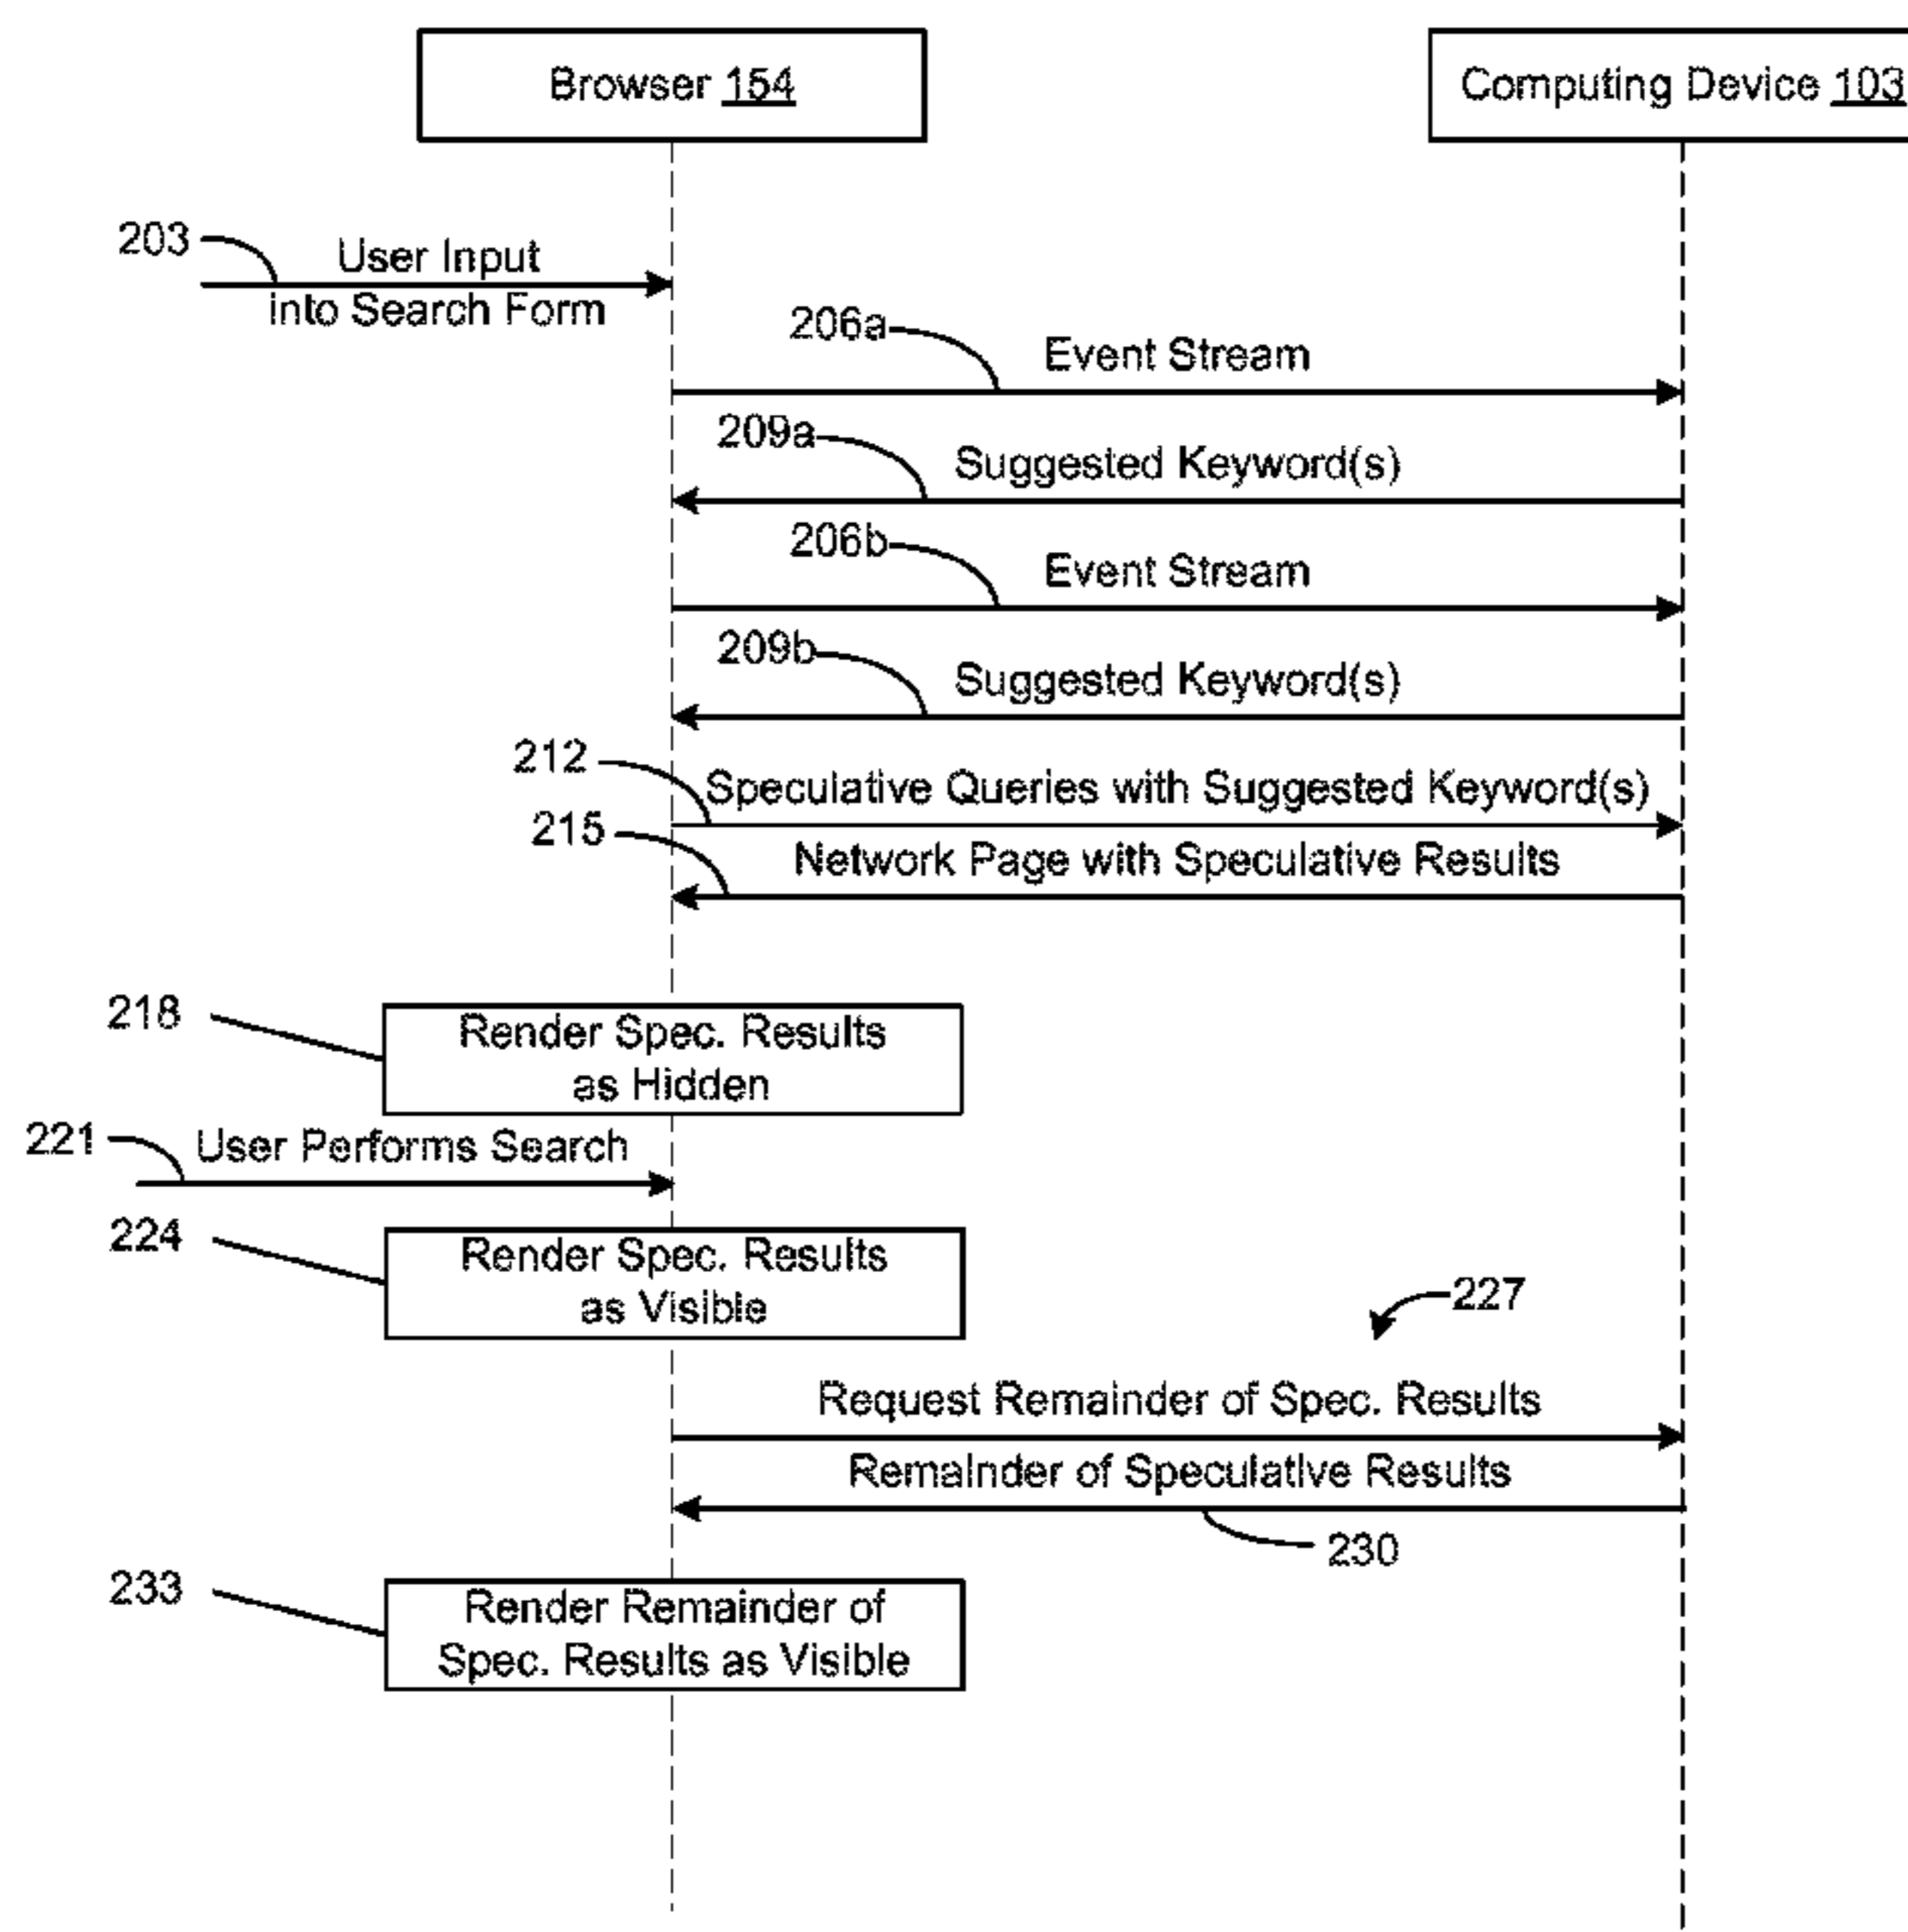 Browser 154
Computing Device 103
203
User Input
into Search Form
206a
Event Stream
209a
Suggested Keyword(s)
206b
Event Stream
209b
Suggested Keyword(s)
212
Speculative Queries with Suggested Keyword(s)
215
Network Page with Speculative Results
218
Render Spec. Results
as Hidden
221
User Performs Search
224
Render Spec. Results
as Visible
227
Request Remainder of Spec. Results
Remainder of Speculative Results
230
233
Render Remainder of
Spec. Results as Visible